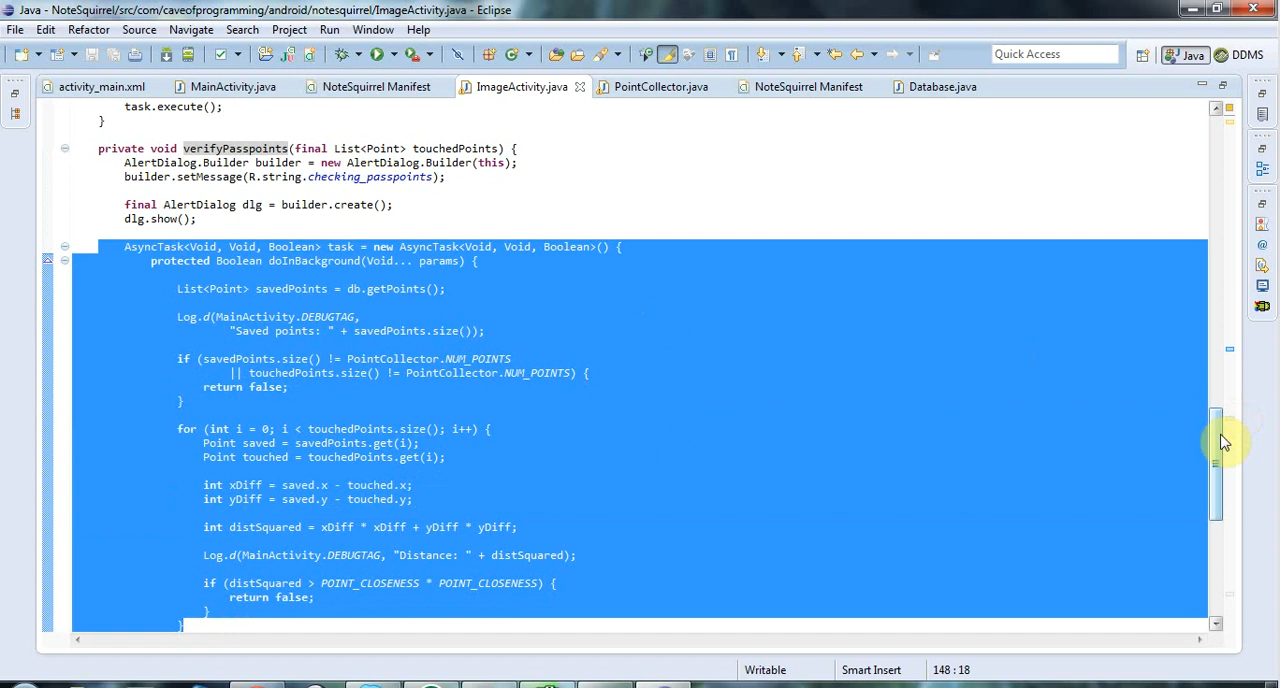 Java - NoteSquirrel/src/com/caveofprogramming/android/notesquirrel/ImageActivity.java - Eclipse
File Edit Refactor Source Navigate Search Project Run Window Help
Quick Access Java DDMS
activity_main.xml MainActivity.java NoteSquirrel Manifest ImageActivity.java PointCollector.java NoteSquirrel Manifest Database.java
task.execute();
}
private void verifyPasspoints(final List<Point> touchedPoints) {
AlertDialog.Builder builder = new AlertDialog.Builder(this);
builder.setMessage(R.string.checking_passpoints);
final AlertDialog dlg = builder.create();
dlg.show();
AsyncTask<Void, Void, Boolean> task = new AsyncTask<Void, Void, Boolean>() {
protected Boolean doInBackground(Void... params) {
List<Point> savedPoints = db.getPoints();
Log.d(MainActivity.DEBUGTAG,
"Saved points: " + savedPoints.size());
if (savedPoints.size() != PointCollector.NUM_POINTS
|| touchedPoints.size() != PointCollector.NUM_POINTS) {
return false;
}
for (int i = 0; i < touchedPoints.size(); i++) {
Point saved = savedPoints.get(i);
Point touched = touchedPoints.get(i);
int xDiff = saved.x - touched.x;
int yDiff = saved.y - touched.y;
int distSquared = xDiff * xDiff + yDiff * yDiff;
Log.d(MainActivity.DEBUGTAG, "Distance: " + distSquared);
if (distSquared > POINT_CLOSENESS * POINT_CLOSENESS) {
return false;
}
}
Writable Smart Insert 148 : 18